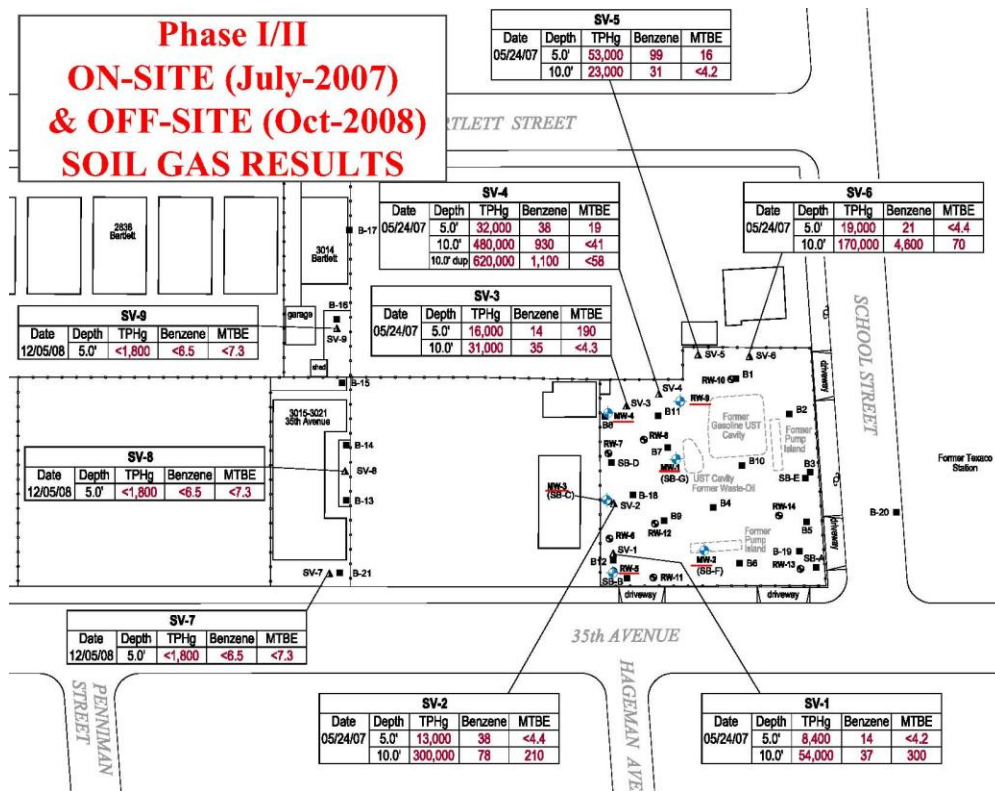 Phase I/II
ON-SITE (July-2007)
& OFF-SITE (Oct-2008)
SOIL GAS RESULTS
SV-5
Date Depth TPHg Benzene MTBE
05/24/07 5.0' 53,000 99 16
10.0' 23,000 31 <4.2
RTLETT STREET
SV-4
Date Depth TPHg Benzene MTBE
05/24/07 5.0' 32,000 38 19
10.0' 480,000 930 <41
10.0' dup 620,000 1,100 <58
SV-6
Date Depth TPHg Benzene MTBE
05/24/07 5.0' 19,000 21 <4.4
10.0' 170,000 4,600 70
2836
Bartlett
B-17
3014
Bartlett
SV-3
Date Depth TPHg Benzene MTBE
05/24/07 5.0' 16,000 14 190
10.0' 31,000 35 <4.3
SV-9
Date Depth TPHg Benzene MTBE
12/05/08 5.0' <1,800 <6.5 <7.3
garage
B-16
SV-9
shed
B-15
3015-3021
35th Avenue
B-14
SV-8
B-13
SV-7
B-21
SV-8
Date Depth TPHg Benzene MTBE
12/05/08 5.0' <1,800 <6.5 <7.3
SV-5
SV-6
RW-10
B1
SV-4
RW-9
SV-3
MW-4
B8
B11
B2
driveway
Former
Gasoline UST
Cavity
Former
Pump
Island
RW-8
RW-7
B7
SB-D
MW-1
(SB-G)
B10
B3
SB-E
UST Cavity
Former Waste-Oil
MW-3
(SB-C)
SV-2
B-18
B4
RW-14
B9
RW-12
B5
RW-6
SV-1
B12
Former
Pump
Island
MW-2
(SB-F)
B6
B-19
SB-A
RW-13
RW-5
SB-B
RW-11
driveway
driveway
driveway
SCHOOL STREET
Former Texaco
Station
B-20
SV-7
Date Depth TPHg Benzene MTBE
12/05/08 5.0' <1,800 <6.5 <7.3
35th AVENUE
PENNIMAN
STREET
HAGEMAN AVE
SV-2
Date Depth TPHg Benzene MTBE
05/24/07 5.0' 13,000 38 <4.4
10.0' 300,000 78 210
SV-1
Date Depth TPHg Benzene MTBE
05/24/07 5.0' 8,400 14 <4.2
10.0' 54,000 37 300